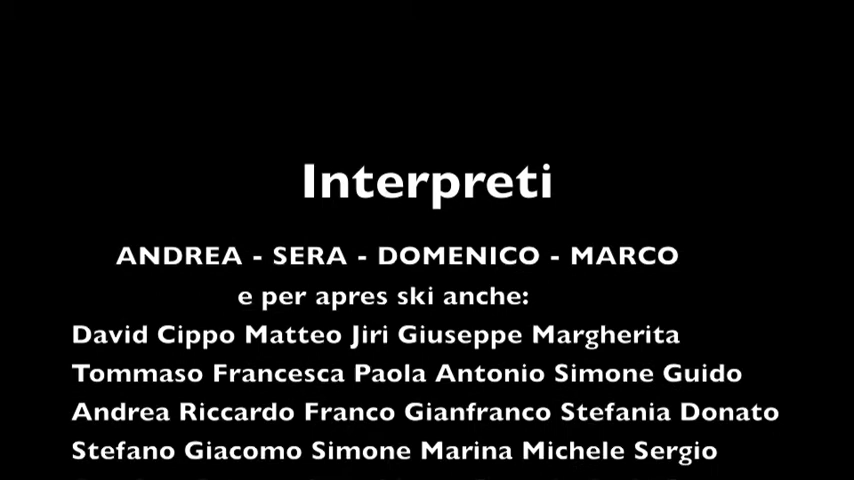 Interpreti
ANDREA - SERA - DOMENICO - MARCO
e per apres ski anche:
David Cippo Matteo Jiri Giuseppe Margherita
Tommaso Francesca Paola Antonio Simone Guido
Andrea Riccardo Franco Gianfranco Stefania Donato
Stefano Giacomo Simone Marina Michele Sergio